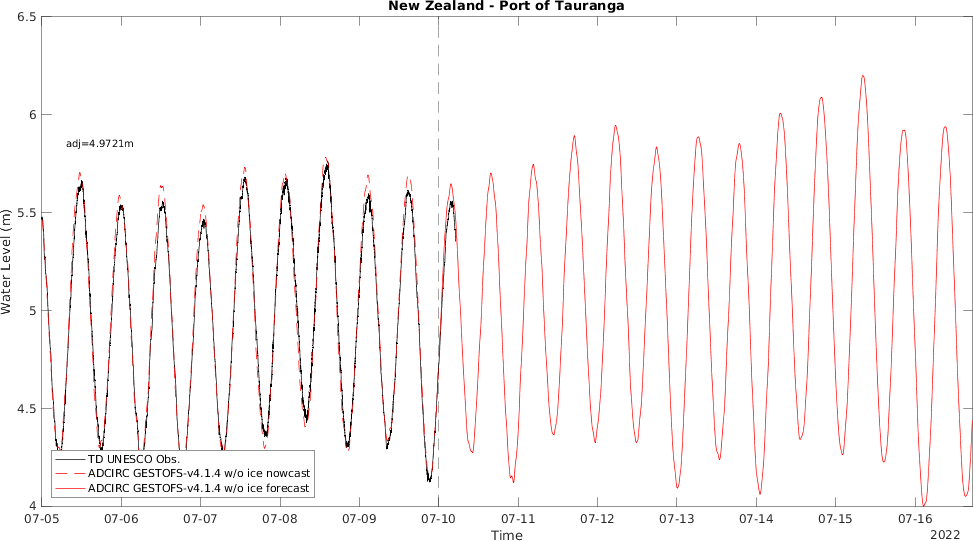 New Zealand - Port of Tauranga
6.5
6
5.5
5
4.5
4
Water Level (m)
adj=4.9721m
TD UNESCO Obs.
ADCIRC GESTOFS-v4.1.4 w/o ice nowcast
ADCIRC GESTOFS-v4.1.4 w/o ice forecast
07-05 07-06 07-07 07-08 07-09 07-10 07-11 07-12 07-13 07-14 07-15 07-16
Time
2022